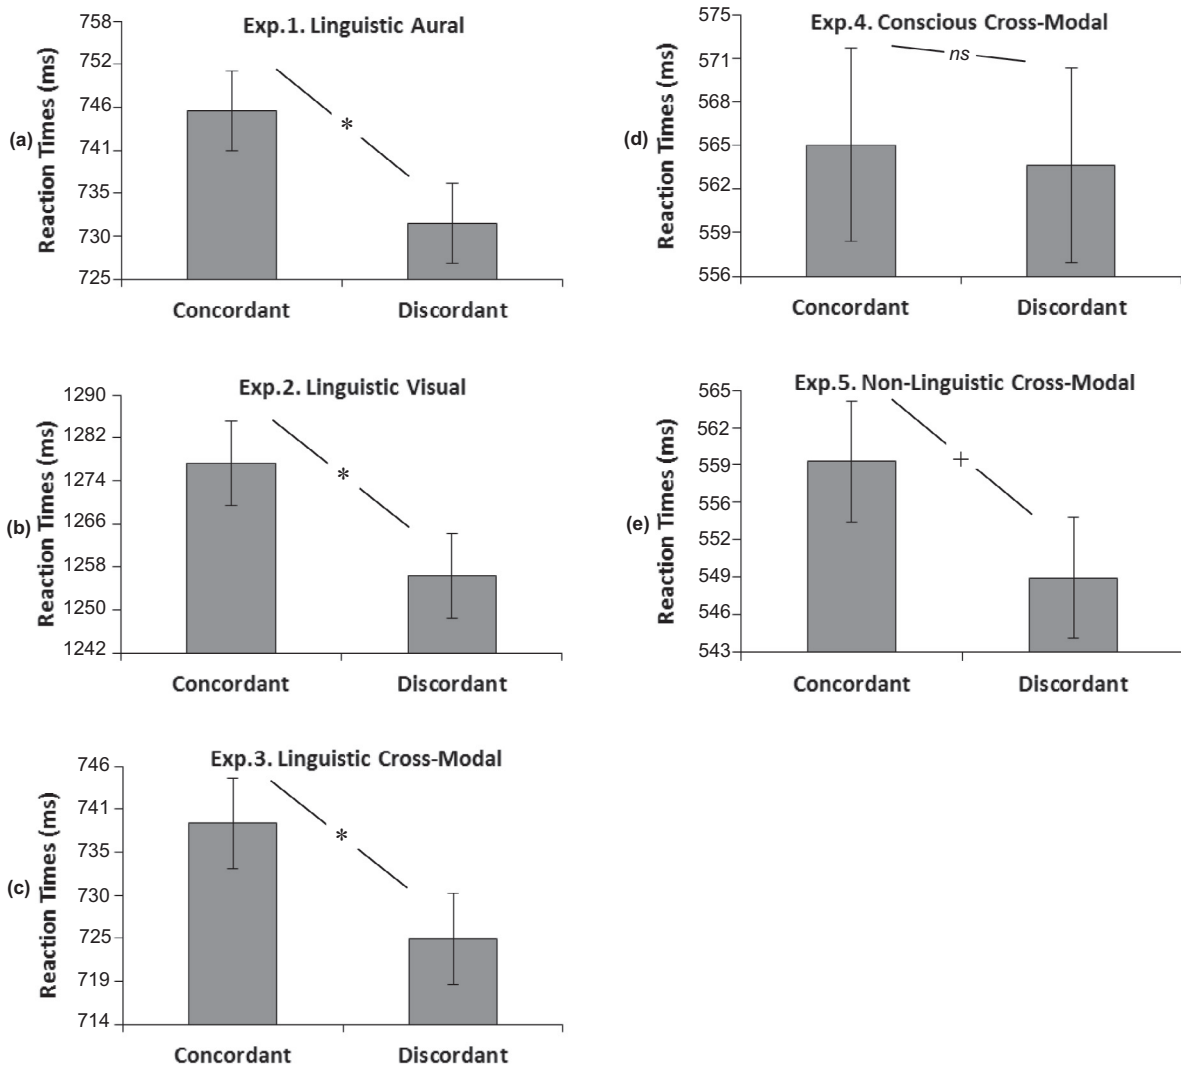 Exp.1. Linguistic Aural
(a)
Reaction Times (ms)
758
752
746
741
735
730
725
*
Concordant Discordant
Exp.2. Linguistic Visual
(b)
Reaction Times (ms)
1290
1282
1274
1266
1258
1250
1242
*
Concordant Discordant
Exp.3. Linguistic Cross-Modal
(c)
Reaction Times (ms)
746
741
735
730
725
719
714
*
Concordant Discordant
Exp.4. Conscious Cross-Modal
(d)
Reaction Times (ms)
575
571
568
565
562
559
556
ns
Concordant Discordant
Exp.5. Non-Linguistic Cross-Modal
(e)
Reaction Times (ms)
565
562
559
556
552
549
546
543
+
Concordant Discordant